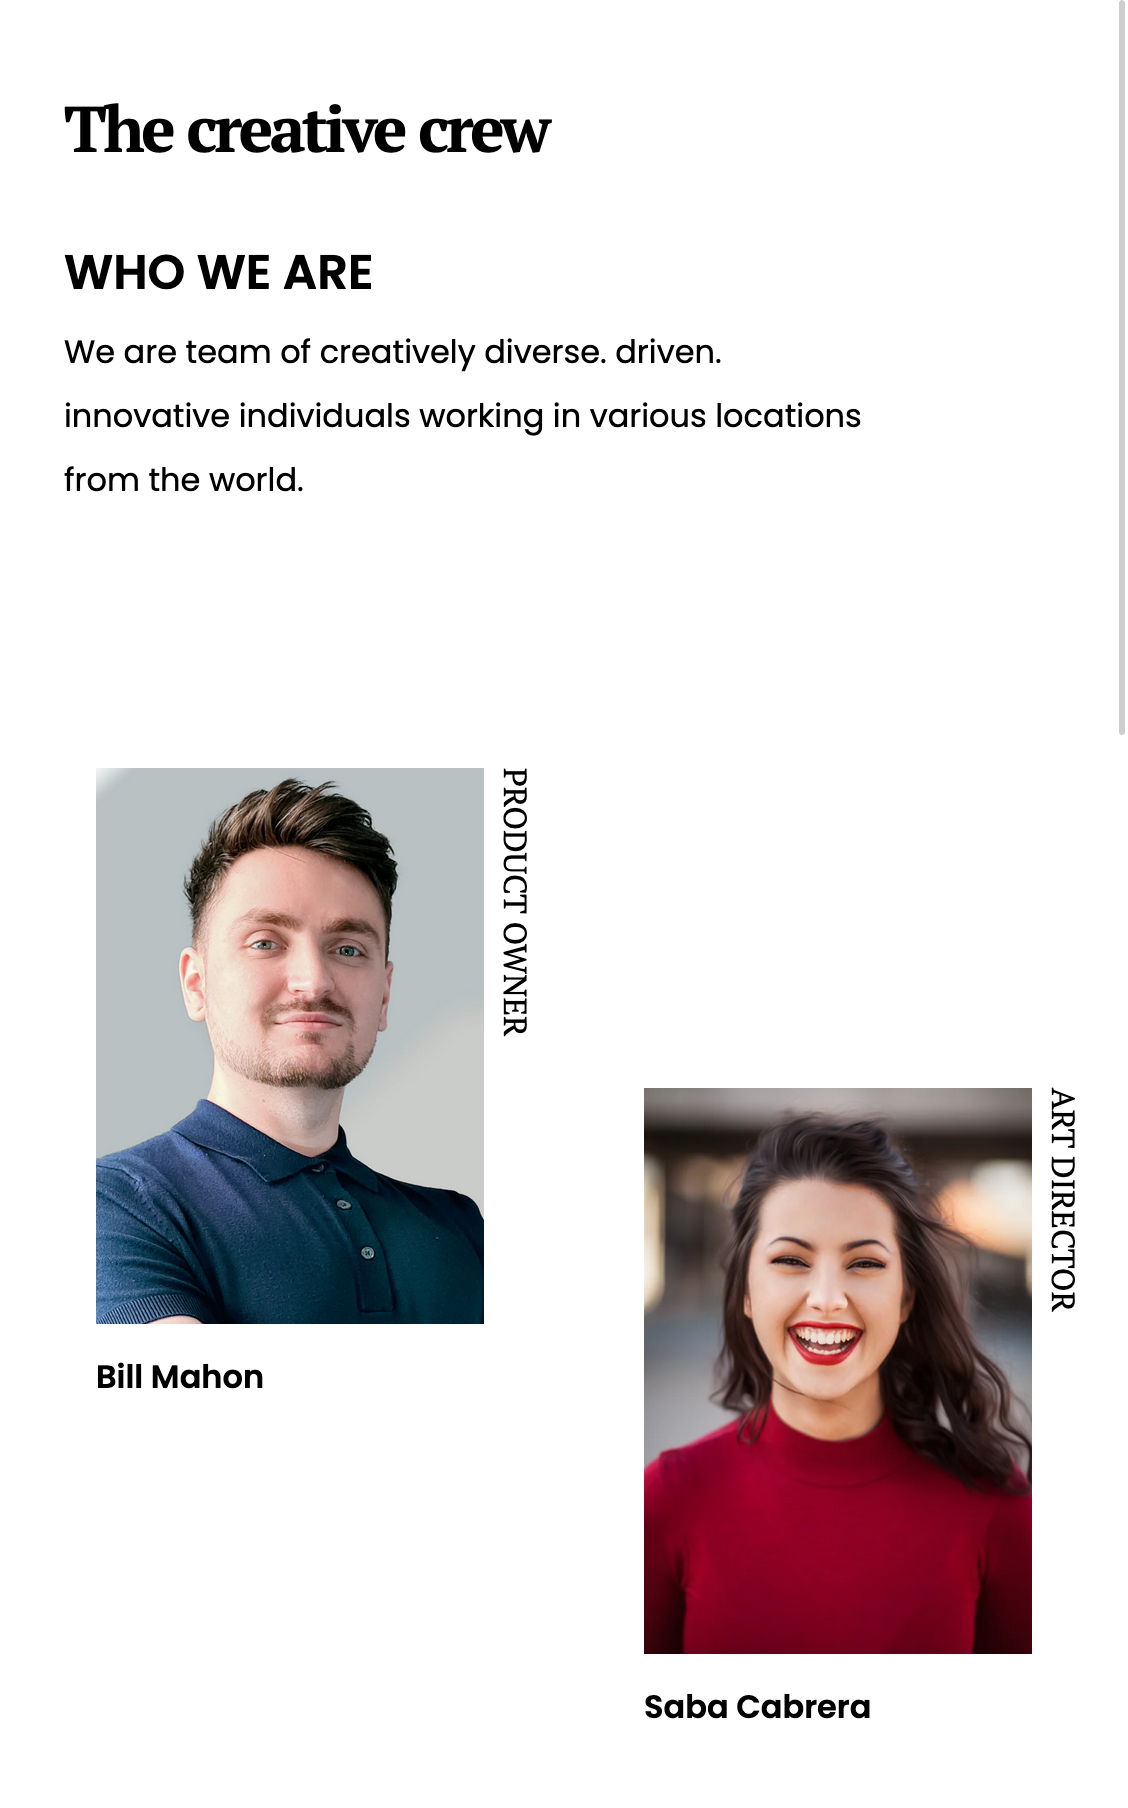 The creative crew
WHO WE ARE
We are team of creatively diverse. driven.
innovative individuals working in various locations
from the world.
PRODUCT OWNER
Bill Mahon
ART DIRECTOR
Saba Cabrera